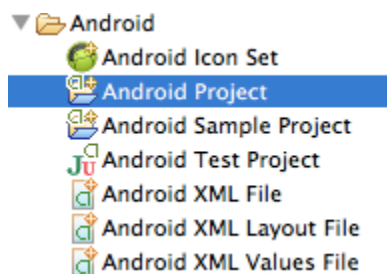 Android
Android Icon Set
Android Project
Android Sample Project
Android Test Project
Android XML File
Android XML Layout File
Android XML Values File